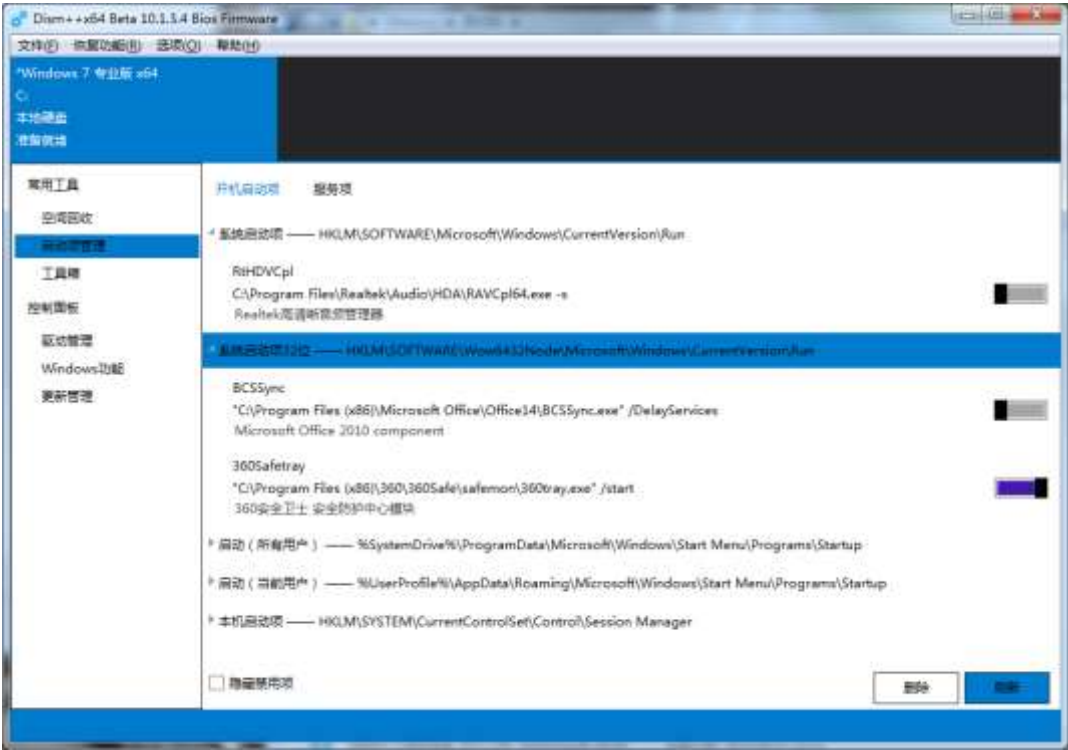 Dism++x64 Beta 10.1.3.4 Bios Firmware
文件(F) 恢复功能(R) 选项(O) 帮助(H)
*Windows 7 专业版 x64
C:
本地硬盘
准备就绪
常用工具
空间回收
启动项管理
工具箱
控制面板
驱动管理
Windows功能
更新管理
开机启动项 服务项
系统启动项 —— HKLM\SOFTWARE\Microsoft\Windows\CurrentVersion\Run
RtHDVCpl
C:\Program Files\Realtek\Audio\HDA\RAVCpl64.exe -s
Realtek高清晰音频管理器
系统启动项32位 —— HKLM\SOFTWARE\Wow6432Node\Microsoft\Windows\CurrentVersion\Run
BCSSync
"C:\Program Files (x86)\Microsoft Office\Office14\BCSSync.exe" /DelayServices
Microsoft Office 2010 component
360Safetray
"C:\Program Files (x86)\360\360Safe\safemon\360tray.exe" /start
360安全卫士 安全防护中心模块
启动（所有用户） —— %SystemDrive%\ProgramData\Microsoft\Windows\Start Menu\Programs\Startup
启动（当前用户） —— %UserProfile%\AppData\Roaming\Microsoft\Windows\Start Menu\Programs\Startup
本机启动项 —— HKLM\SYSTEM\CurrentControlSet\Control\Session Manager
隐藏禁用项
删除 刷新